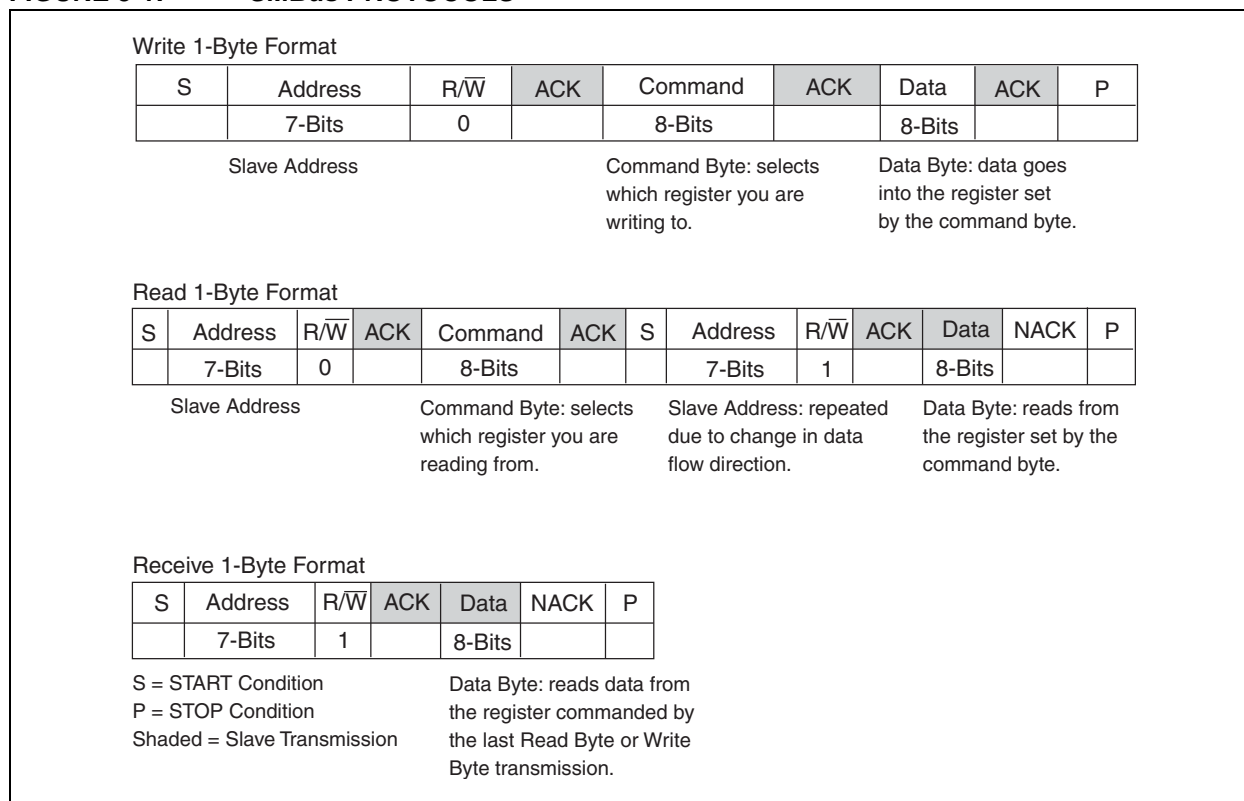 Write 1-Byte Format
S Address R/W̅ ACK Command ACK Data ACK P
7-Bits 0 8-Bits 8-Bits
Slave Address Command Byte: selects Data Byte: data goes
which register you are into the register set
writing to. by the command byte.
Read 1-Byte Format
S Address R/W̅ ACK Command ACK S Address R/W̅ ACK Data NACK P
7-Bits 0 8-Bits 7-Bits 1 8-Bits
Slave Address Command Byte: selects Slave Address: repeated Data Byte: reads from
which register you are due to change in data the register set by the
reading from. flow direction. command byte.
Receive 1-Byte Format
S Address R/W̅ ACK Data NACK P
7-Bits 1 8-Bits
S = START Condition Data Byte: reads data from
P = STOP Condition the register commanded by
Shaded = Slave Transmission the last Read Byte or Write
Byte transmission.